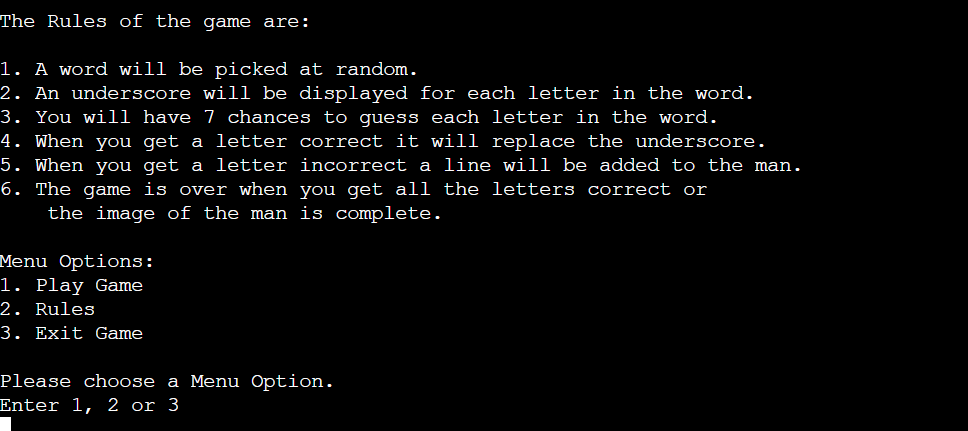 The Rules of the game are:
1. A word will be picked at random.
2. An underscore will be displayed for each letter in the word.
3. You will have 7 chances to guess each letter in the word.
4. When you get a letter correct it will replace the underscore.
5. When you get a letter incorrect a line will be added to the man.
6. The game is over when you get all the letters correct or
the image of the man is complete.
Menu Options:
1. Play Game
2. Rules
3. Exit Game
Please choose a Menu Option.
Enter 1, 2 or 3